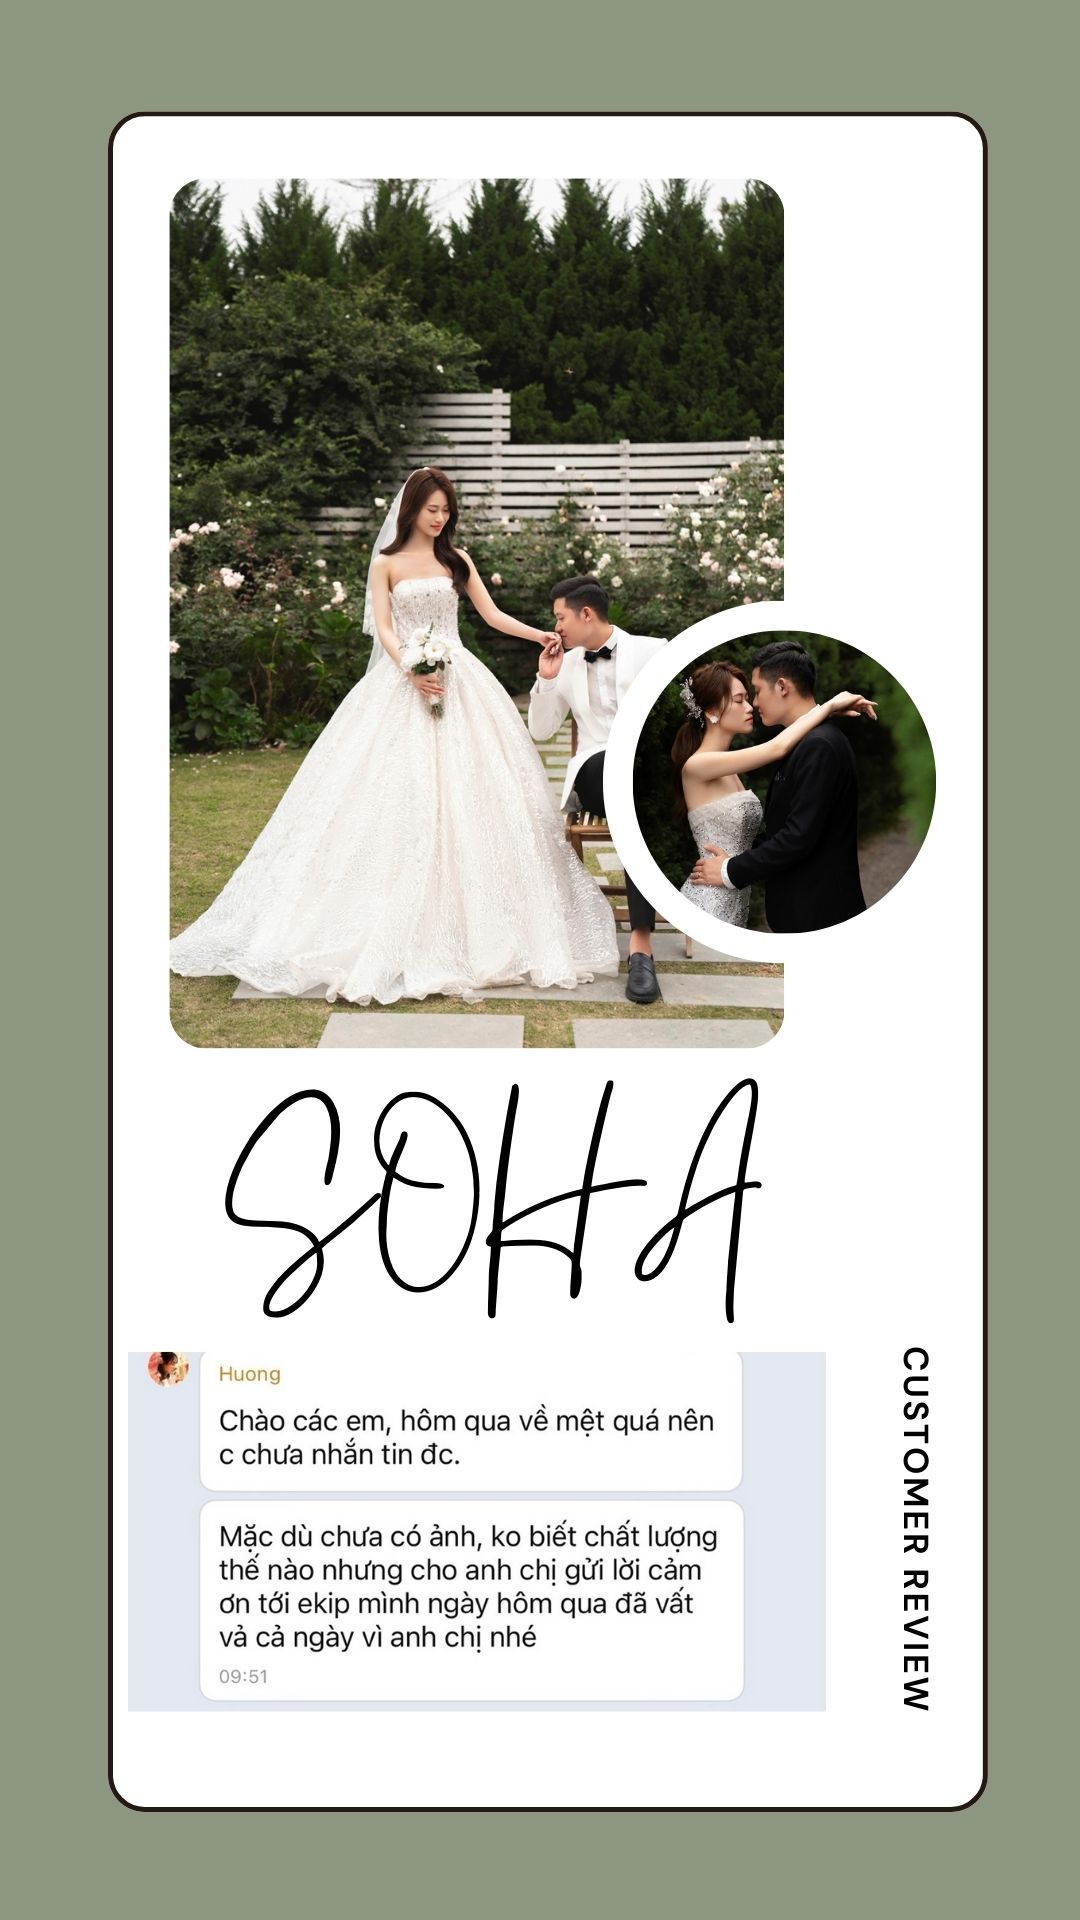 SOHA
Huong
Chào các em, hôm qua về mệt quá nên
c chưa nhắn tin đc.
Mặc dù chưa có ảnh, ko biết chất lượng
thế nào nhưng cho anh chị gửi lời cảm
ơn tới ekip mình ngày hôm qua đã vất
vả cả ngày vì anh chị nhé
09:51
CUSTOMER REVIEW